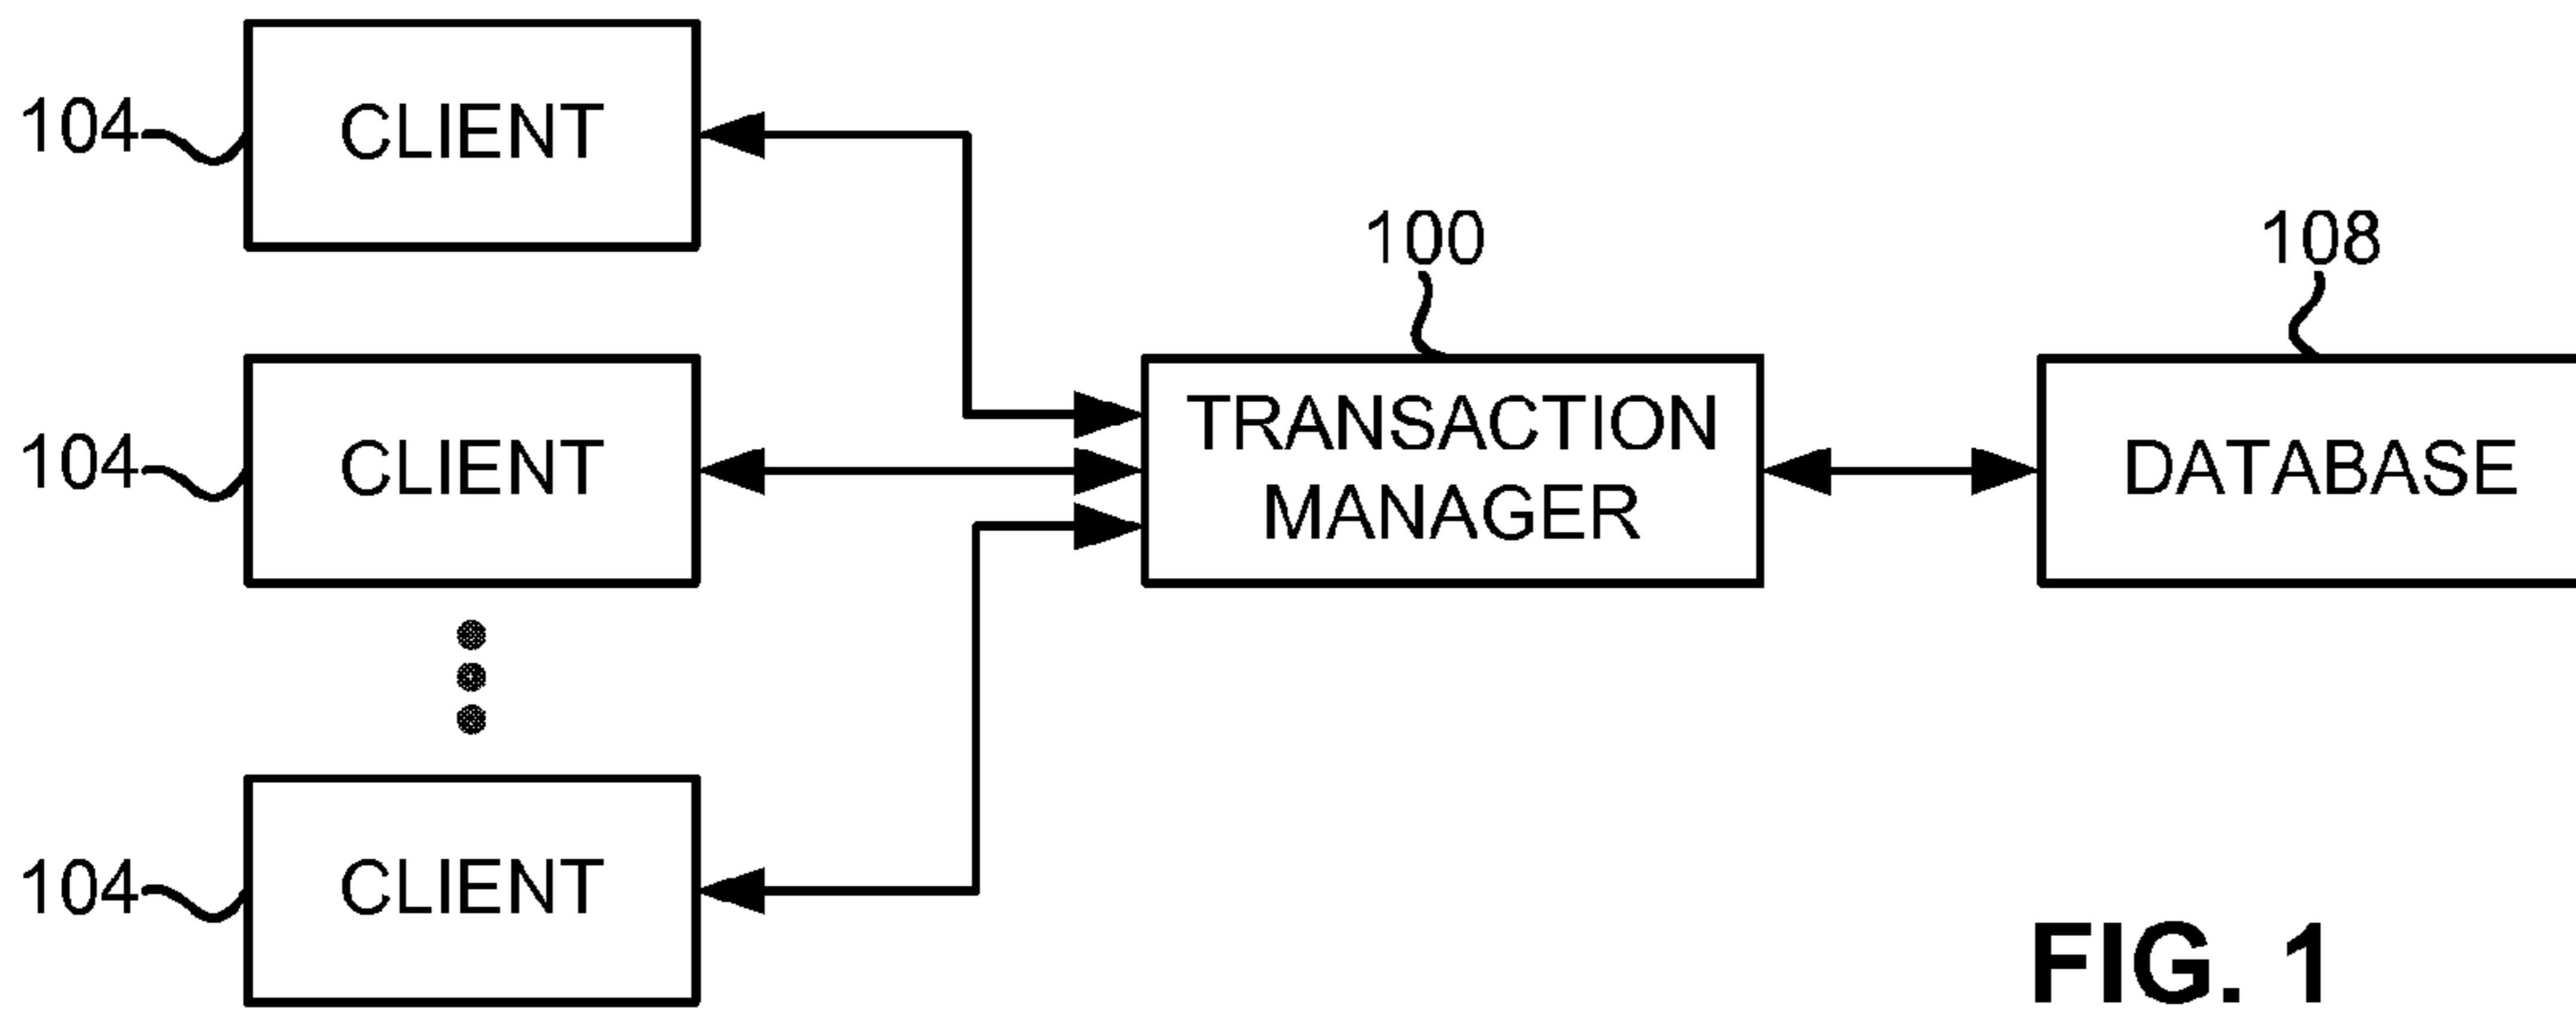 104
CLIENT
100
108
104
CLIENT
TRANSACTION
MANAGER
DATABASE
104
CLIENT
FIG. 1